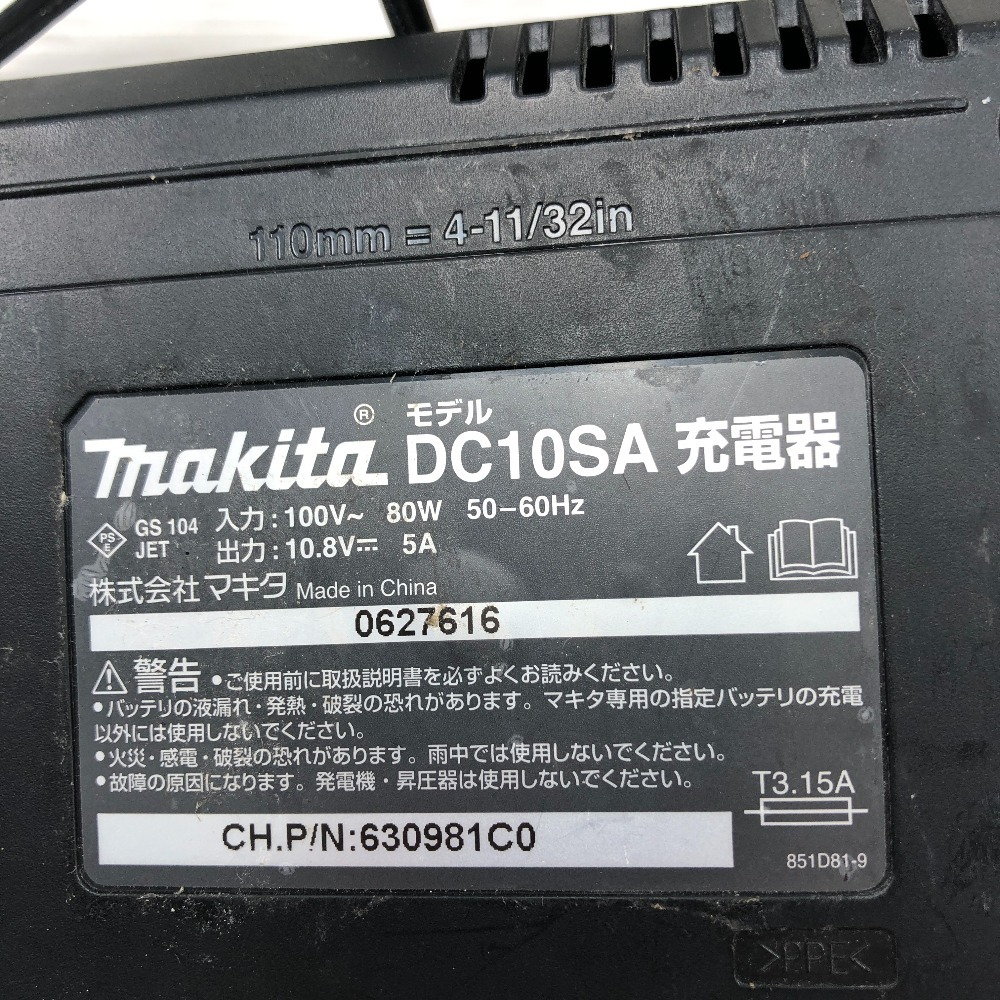 110mm = 4-11/32in
モデル
makita® DC10SA 充電器
PS E GS 104 入力:100V~ 80W 50-60Hz
JET 出力:10.8V⎓ 5A
株式会社マキタ Made in China
0627616
⚠警告 •ご使用前に取扱説明書を必ずよくお読みください。
•バッテリの液漏れ・発熱・破裂の恐れがあります。マキタ専用の指定バッテリの充電
以外には使用しないでください。
•火災・感電・破裂の恐れがあります。雨中では使用しないでください。
•故障の原因になります。発電機・昇圧器は使用しないでください。
T3.15A
CH.P/N:630981C0
851D81-9
>PPE<